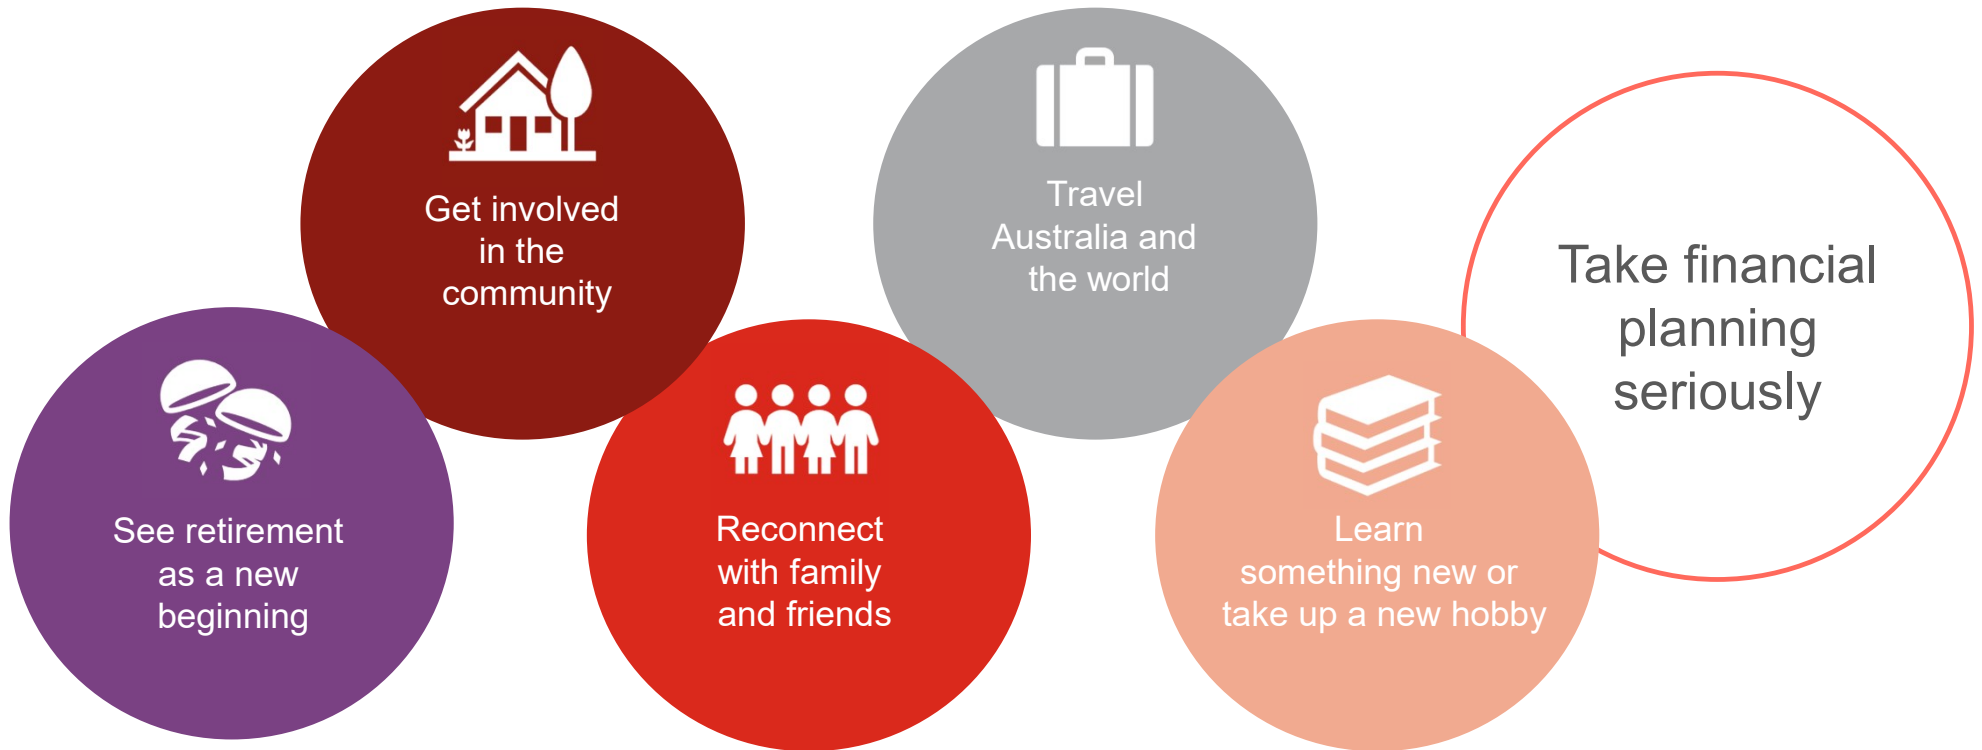 See retirement
as a new
beginning
Get involved
in the
community
Reconnect
with family
and friends
Travel
Australia and
the world
Learn
something new or
take up a new hobby
Take financial
planning
seriously